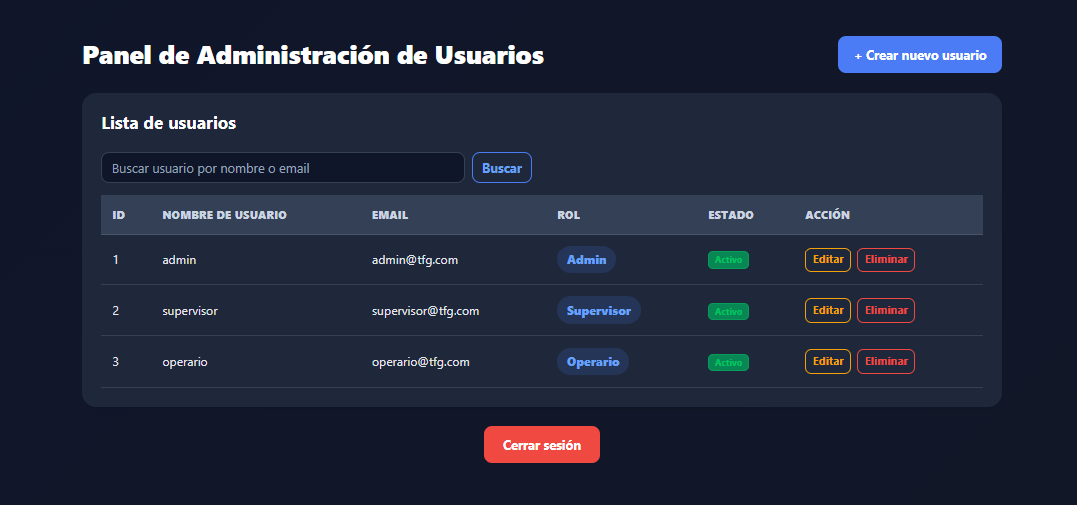 Panel de Administración de Usuarios
+ Crear nuevo usuario
Lista de usuarios
Buscar usuario por nombre o email
Buscar
ID NOMBRE DE USUARIO EMAIL ROL ESTADO ACCIÓN
1 admin admin@tfg.com Admin Activo Editar Eliminar
2 supervisor supervisor@tfg.com Supervisor Activo Editar Eliminar
3 operario operario@tfg.com Operario Activo Editar Eliminar
Cerrar sesión